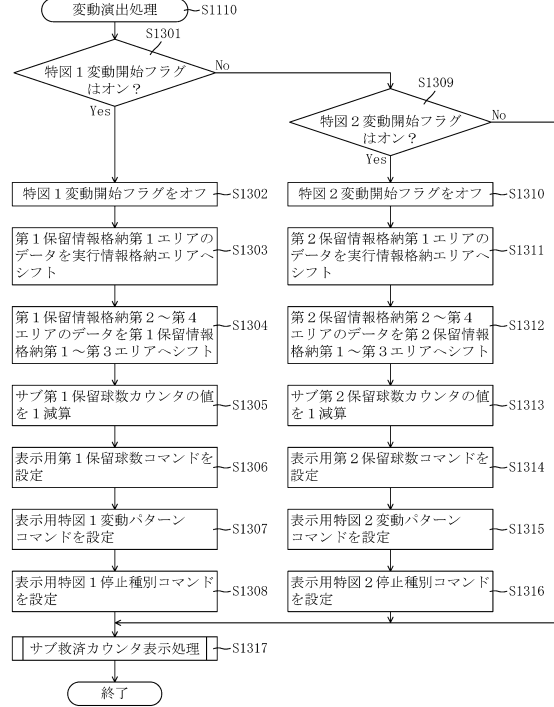 変動演出処理
S1110
S1301
特図１変動開始フラグ
はオン？
No
Yes
S1309
特図２変動開始フラグ
はオン？
No
Yes
特図１変動開始フラグをオフ
S1302
第１保留情報格納第１エリアの
データを実行情報格納エリアへ
シフト
S1303
第１保留情報格納第２～第４
エリアのデータを第１保留情報
格納第１～第３エリアへシフト
S1304
サブ第１保留球数カウンタの値
を１減算
S1305
表示用第１保留球数コマンドを
設定
S1306
表示用特図１変動パターン
コマンドを設定
S1307
表示用特図１停止種別コマンド
を設定
S1308
特図２変動開始フラグをオフ
S1310
第２保留情報格納第１エリアの
データを実行情報格納エリアへ
シフト
S1311
第２保留情報格納第２～第４
エリアのデータを第２保留情報
格納第１～第３エリアへシフト
S1312
サブ第２保留球数カウンタの値
を１減算
S1313
表示用第２保留球数コマンドを
設定
S1314
表示用特図２変動パターン
コマンドを設定
S1315
表示用特図２停止種別コマンド
を設定
S1316
サブ救済カウンタ表示処理
S1317
終了